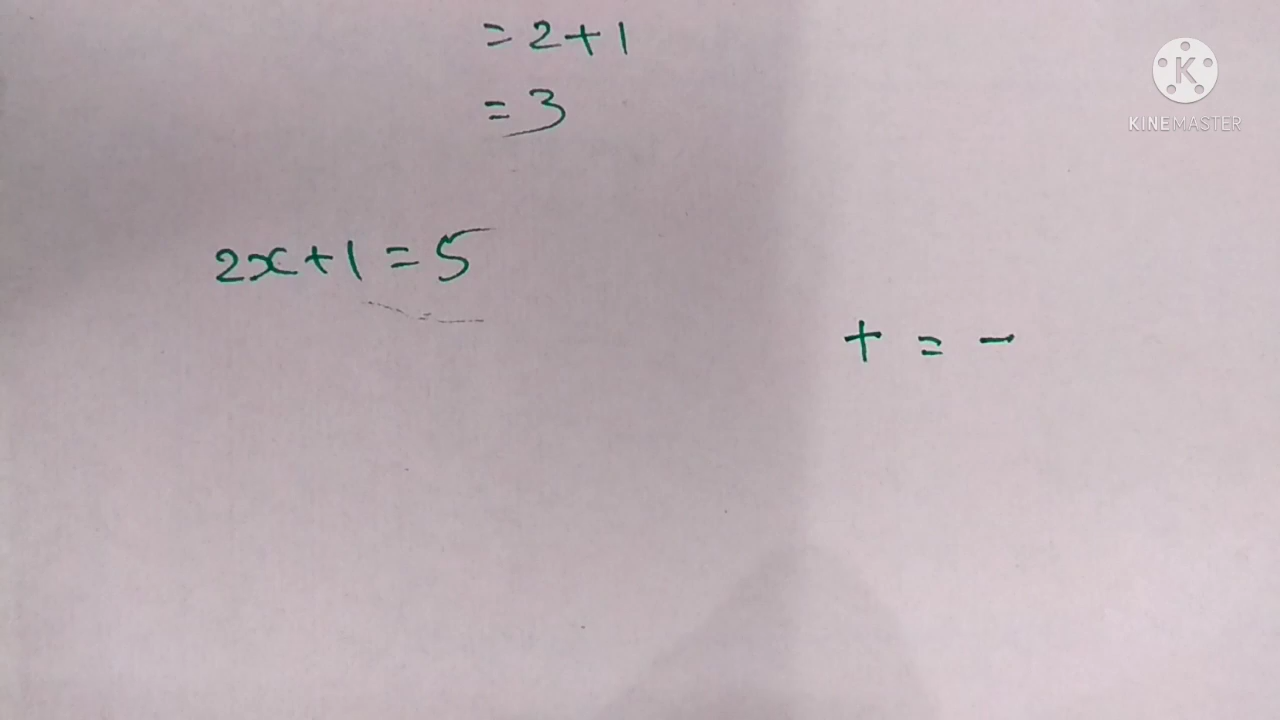 = 2+1
= 3
2x+1 = 5
+ = -
K
KINEMASTER